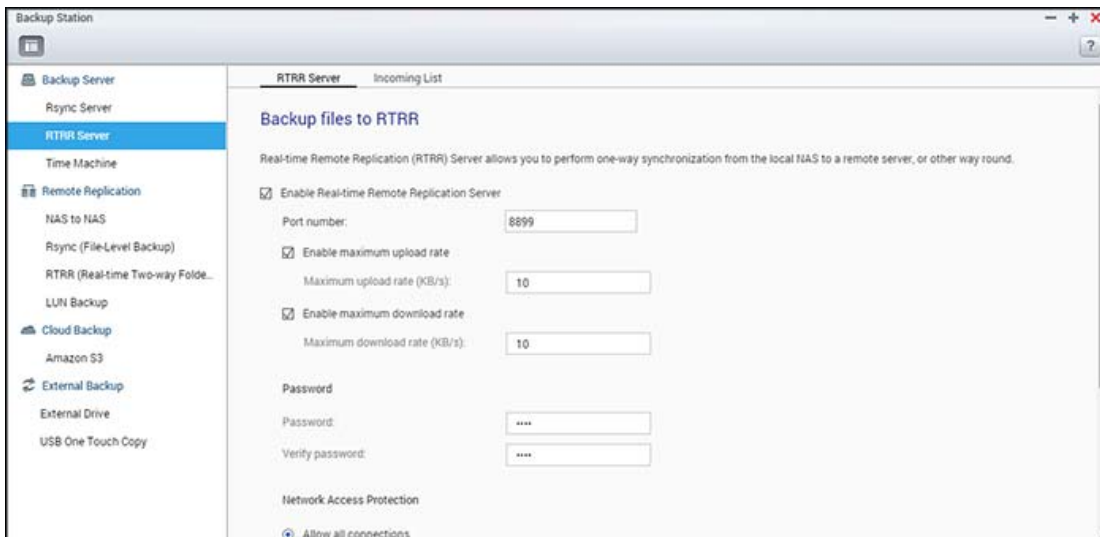 Backup Station
?
Backup Server
Rsync Server
RTRR Server
Time Machine
Remote Replication
NAS to NAS
Rsync (File-Level Backup)
RTRR (Real-time Two-way Folde...
LUN Backup
Cloud Backup
Amazon S3
External Backup
External Drive
USB One Touch Copy
RTRR Server Incoming List
Backup files to RTRR
Real-time Remote Replication (RTRR) Server allows you to perform one-way synchronization from the local NAS to a remote server, or other way round.
Enable Real-time Remote Replication Server
Port number: 8899
Enable maximum upload rate
Maximum upload rate (KB/s): 10
Enable maximum download rate
Maximum download rate (KB/s): 10
Password
Password: ••••
Verify password: ••••
Network Access Protection
Allow all connections